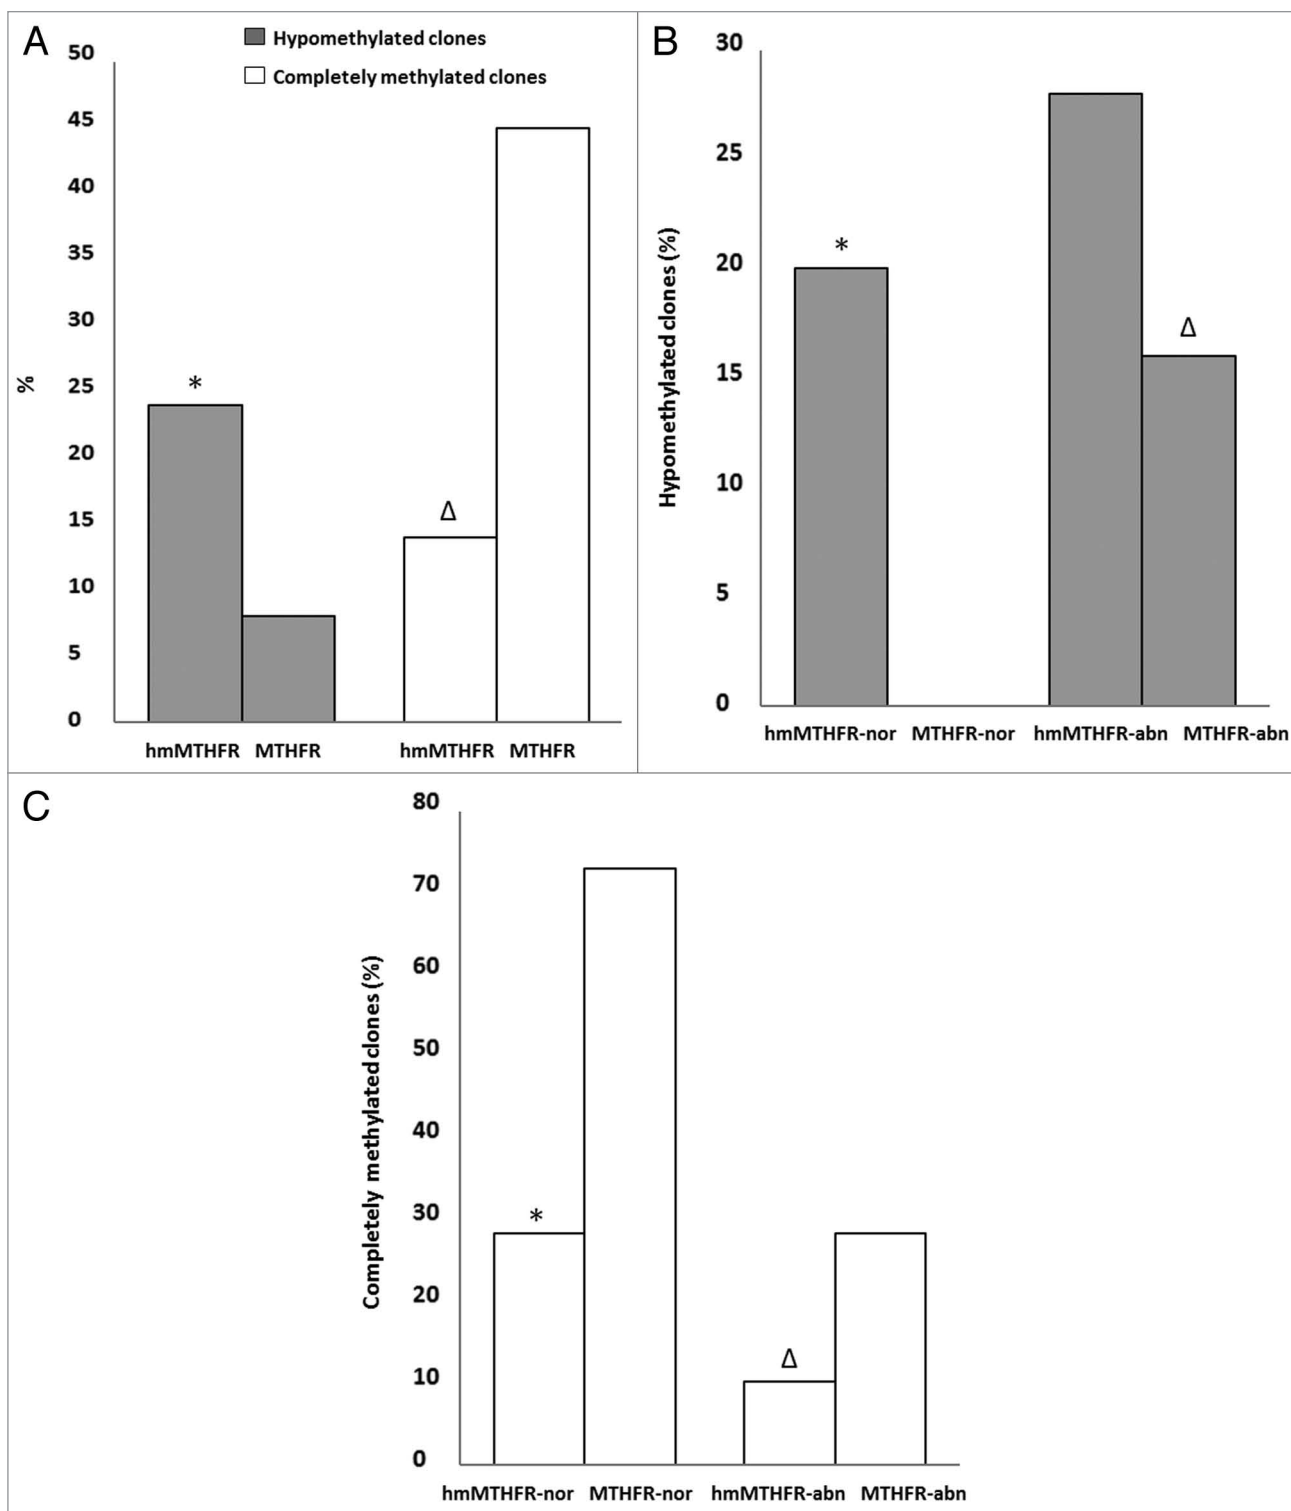 A
Hypomethylated clones
Completely methylated clones
50
45
40
35
30
25
20
15
10
5
0
%
*
Δ
hmMTHFR MTHFR hmMTHFR MTHFR
B
30
25
20
15
10
5
0
Hypomethylated clones (%)
*
Δ
hmMTHFR-nor MTHFR-nor hmMTHFR-abn MTHFR-abn
C
80
70
60
50
40
30
20
10
0
Completely methylated clones (%)
*
Δ
hmMTHFR-nor MTHFR-nor hmMTHFR-abn MTHFR-abn